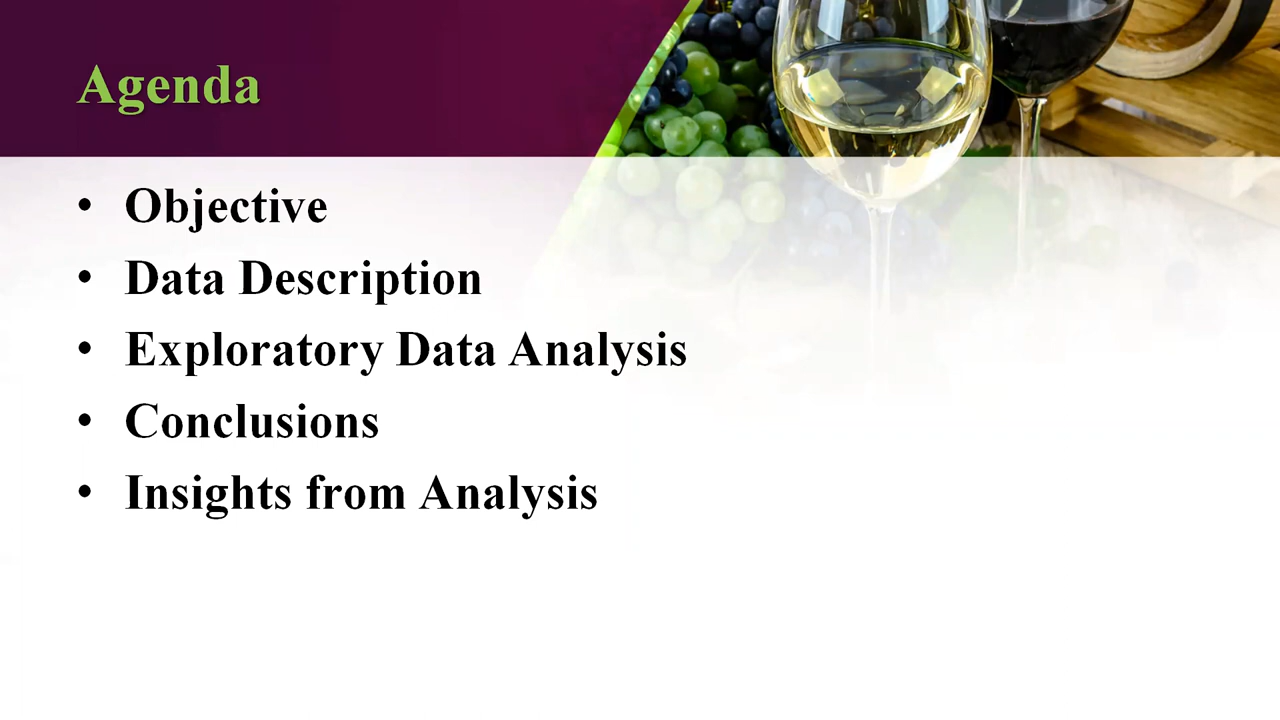 Agenda
• Objective
• Data Description
• Exploratory Data Analysis
• Conclusions
• Insights from Analysis